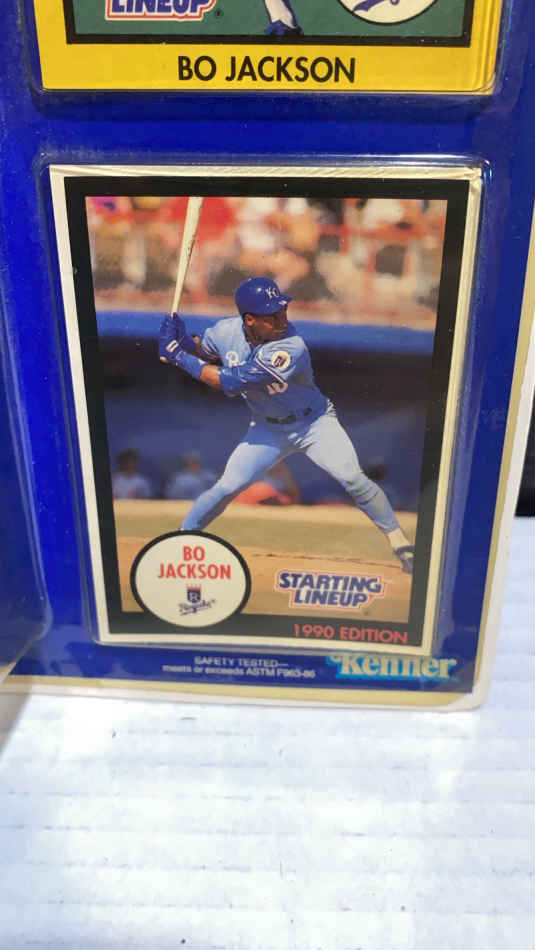 LINEUP
BO JACKSON
KC
BO
JACKSON
Royals
STARTING
LINEUP
1990 EDITION
SAFETY TESTED—
meets or exceeds ASTM F963-86
Kenner